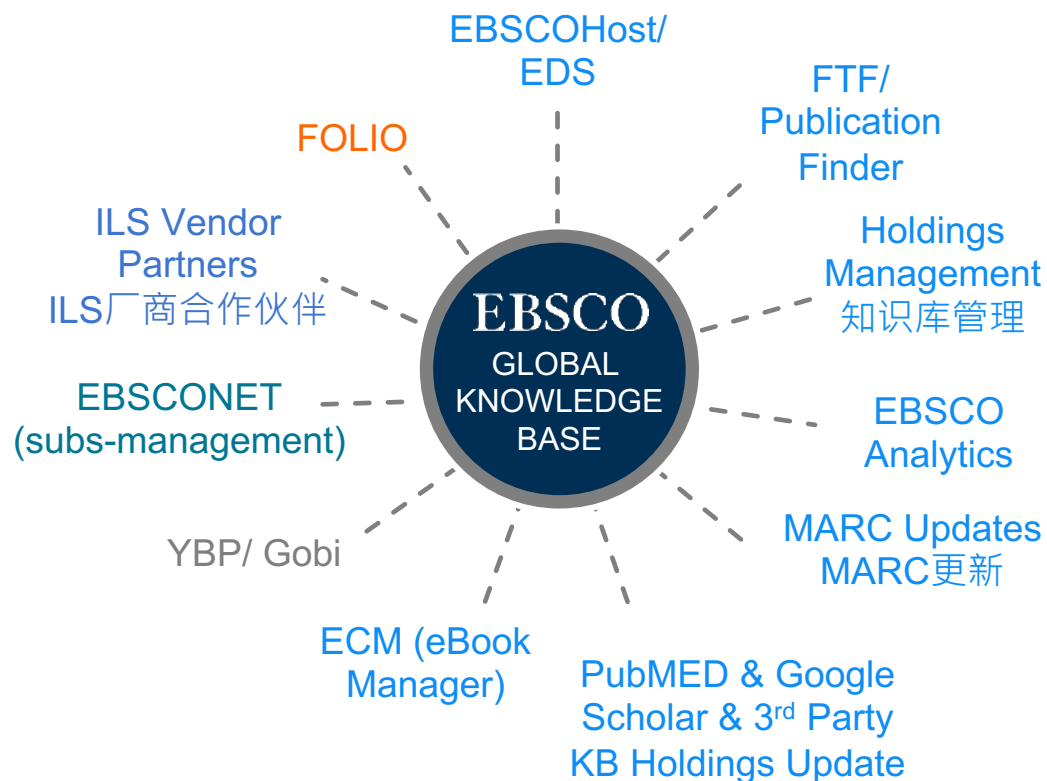 EBSCOHost/
EDS
FTF/
Publication
Finder
FOLIO
ILS Vendor
Partners
ILS厂商合作伙伴
Holdings
Management
知识库管理
EBSCO
GLOBAL
KNOWLEDGE
BASE
EBSCONET
(subs-management)
EBSCO
Analytics
YBP/ Gobi
MARC Updates
MARC更新
ECM (eBook
Manager)
PubMED & Google
Scholar & 3rd Party
KB Holdings Update